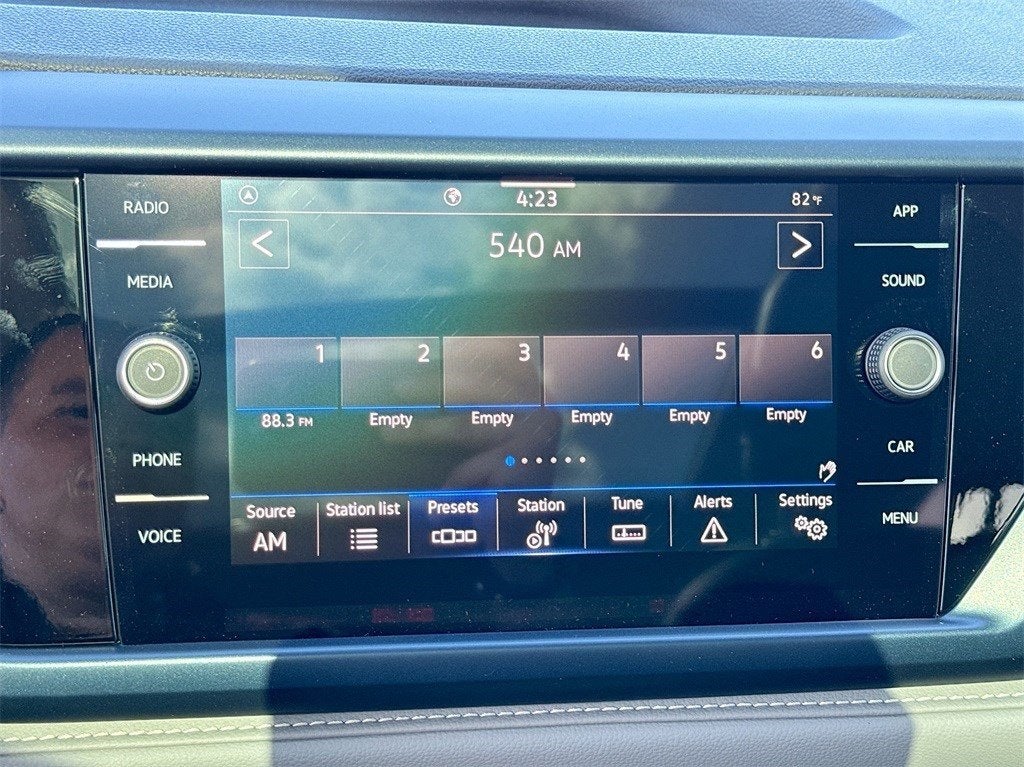 RADIO
MEDIA
PHONE
VOICE
4:23
82°F
540 AM
1 2 3 4 5 6
88.3 FM Empty Empty Empty Empty Empty
Source Station list Presets Station Tune Alerts Settings
AM
APP
SOUND
CAR
MENU